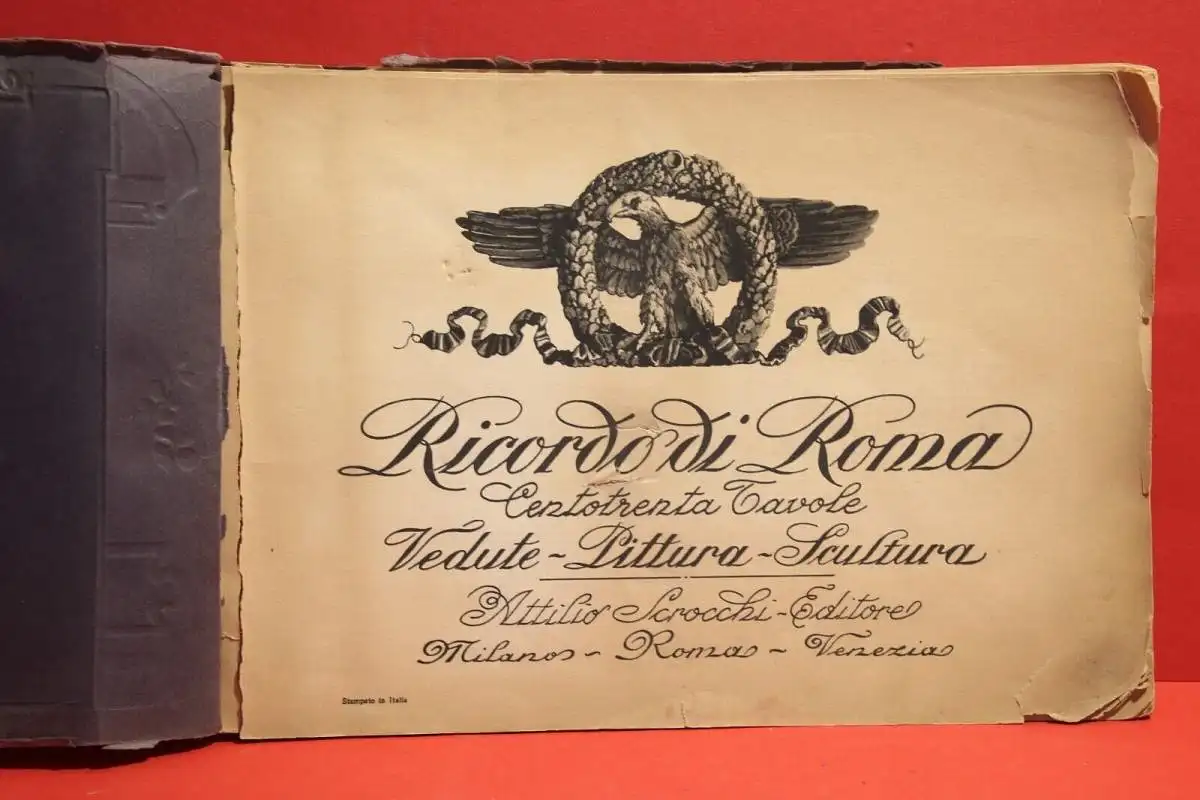 Ricordo di Roma
Centotrenta Tavole
Vedute - Pittura - Scultura
Attilio Scrocchi - Editore
Milano - Roma - Venezia
Stampato in Italia